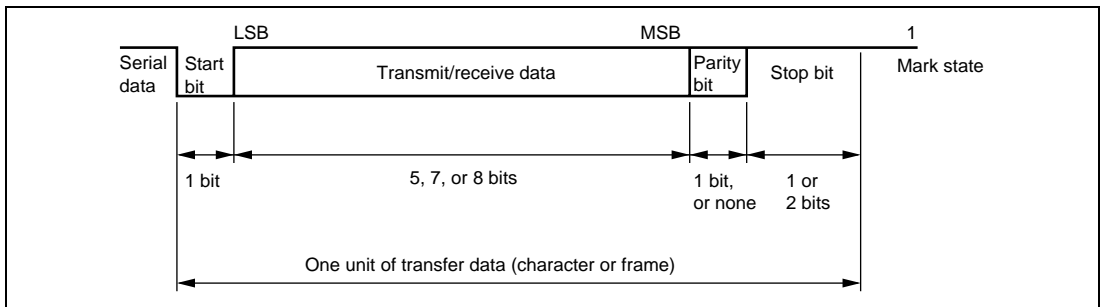 LSB
MSB
1
Serial
data
Start
bit
Transmit/receive data
Parity
bit
Stop bit
Mark state
1 bit
5, 7, or 8 bits
1 bit,
or none
1 or
2 bits
One unit of transfer data (character or frame)